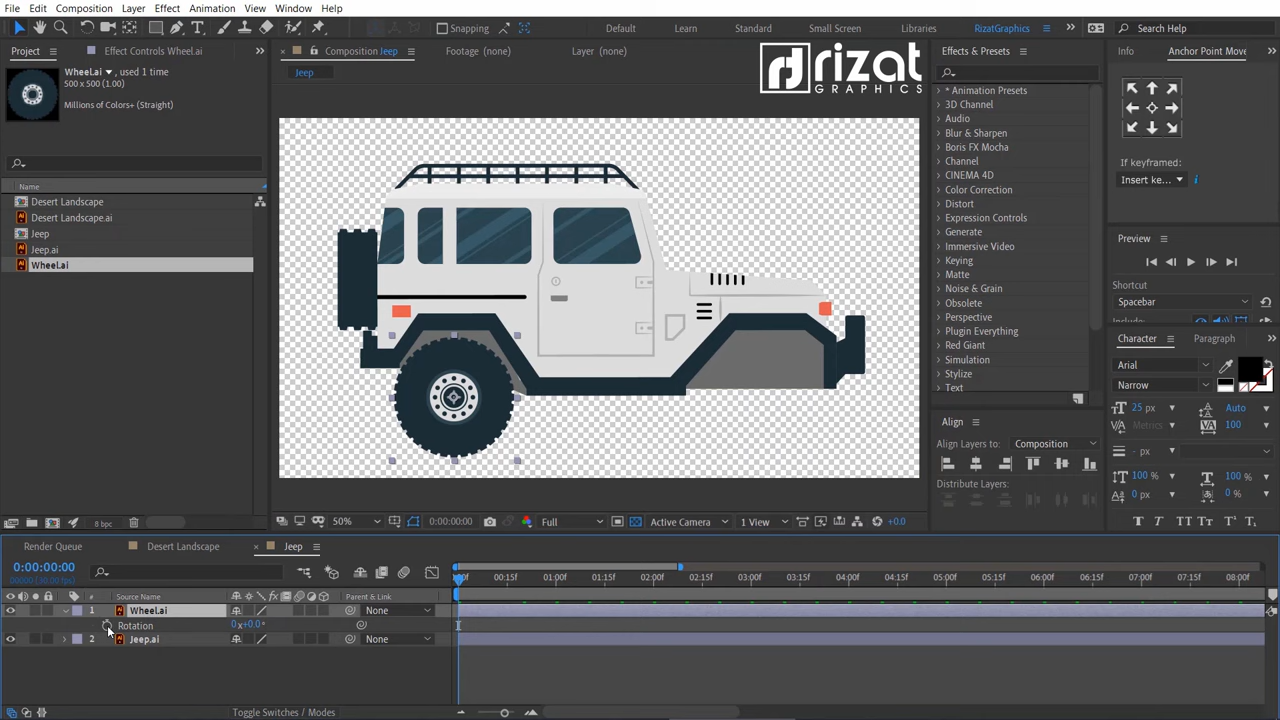 File Edit Composition Layer Effect Animation View Window Help
Snapping Default Learn Standard Small Screen Libraries RizatGraphics Search Help
Project Effect Controls Wheel.ai
Composition Jeep Footage (none) Layer (none)
Effects & Presets Info Anchor Point Move
Wheel.ai , used 1 time
500 x 500 (1.00)
Millions of Colors+ (Straight)
Jeep
rizat
GRAPHICS
Name
Desert Landscape
Desert Landscape.ai
Jeep
Jeep.ai
Wheel.ai
* Animation Presets
3D Channel
Audio
Blur & Sharpen
Boris FX Mocha
Channel
CINEMA 4D
Color Correction
Distort
Expression Controls
Generate
Immersive Video
Keying
Matte
Noise & Grain
Obsolete
Perspective
Plugin Everything
Red Giant
Simulation
Stylize
Text
If keyframed:
Insert ke...
Preview
Shortcut
Spacebar
Include:
Character Paragraph
Arial
Narrow
25 px Auto
Metrics 100
- px
100 % 100 %
0 px 0 %
T T TT Tr T¹ T₁
Align
Align Layers to: Composition
Distribute Layers:
8 bpc
50% 0:00:00:00 Full Active Camera 1 View +0.0
Render Queue Desert Landscape Jeep
0:00:00:00
00000 (30.00 fps)
00:15f 01:00f 01:15f 02:00f 02:15f 03:00f 03:15f 04:00f 04:15f 05:00f 05:15f 06:00f 06:15f 07:00f 07:15f 08:00f
# Source Name Parent & Link
1 Wheel.ai None
Rotation 0x+0.0°
2 Jeep.ai None
Toggle Switches / Modes